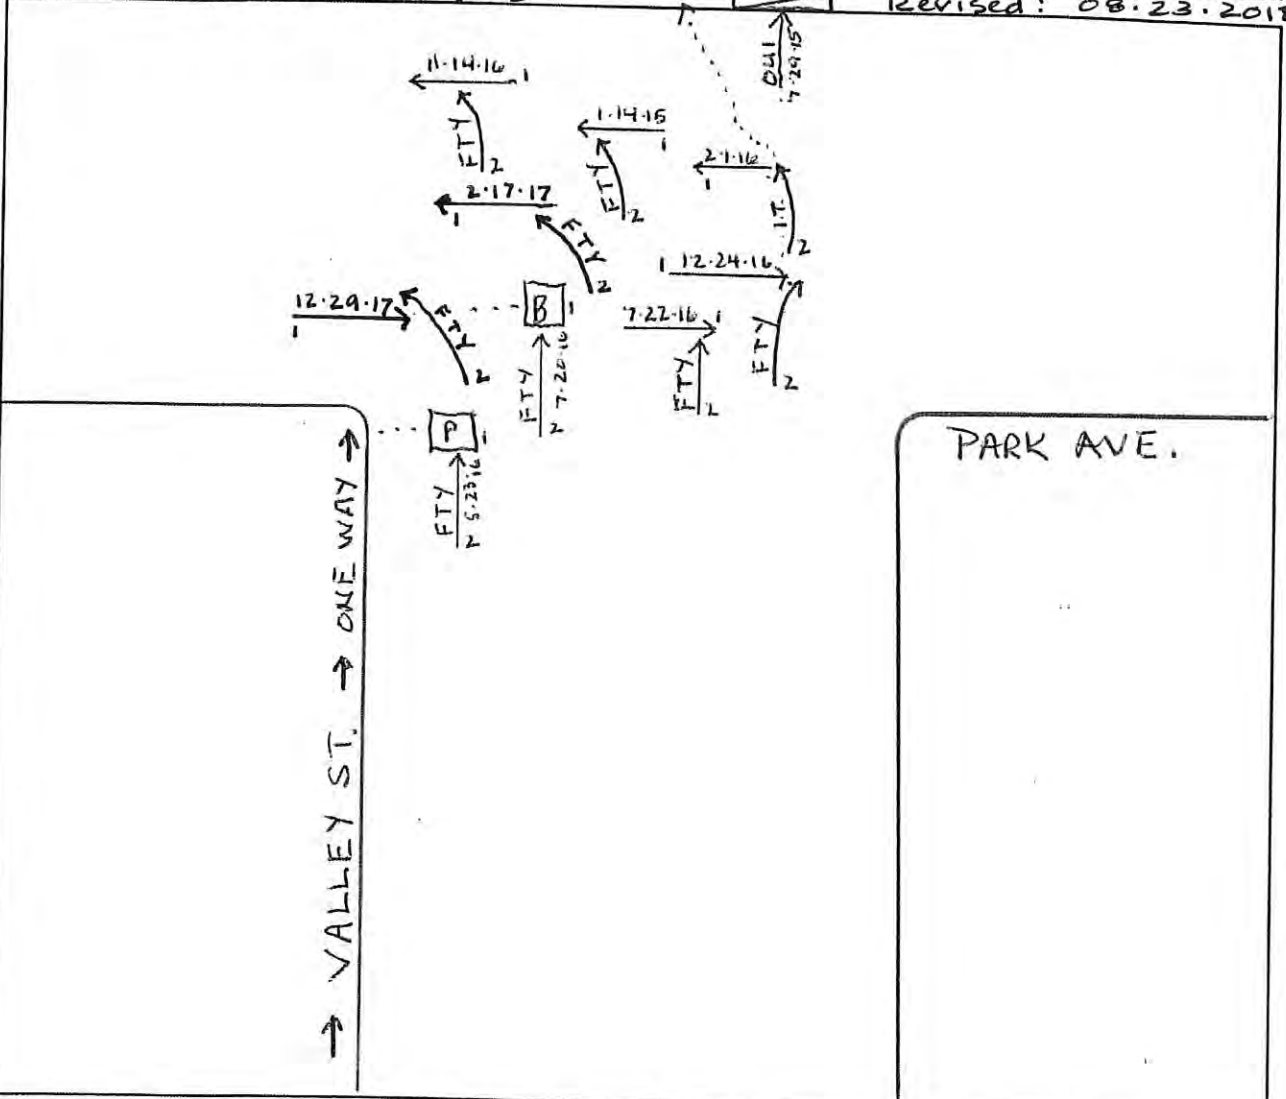 Revised: 08.23.2018
OUI
7-29-15
11-14-16
1
FTY
2
1-14-15
1
FTY
2
2-1-16
1
I.T.
2
2-17-17
1
FTY
2
1
12-24-16
FTY
2
12-29-17
1
FTY
2
B
1
FTY
2 7-20-16
7-22-16
1
FTY
2
P
1
FTY
2 5-23-16
PARK AVE.
→ VALLEY ST. → ONE WAY →